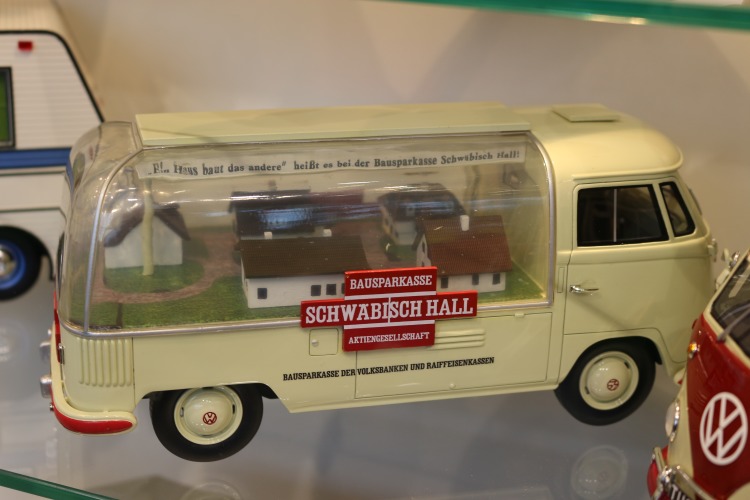 „Ein Haus baut das andere“ heißt es bei der Bausparkasse Schwäbisch Hall!
BAUSPARKASSE
SCHWÄBISCH HALL
AKTIENGESELLSCHAFT
BAUSPARKASSE DER VOLKSBANKEN UND RAIFFEISENKASSEN